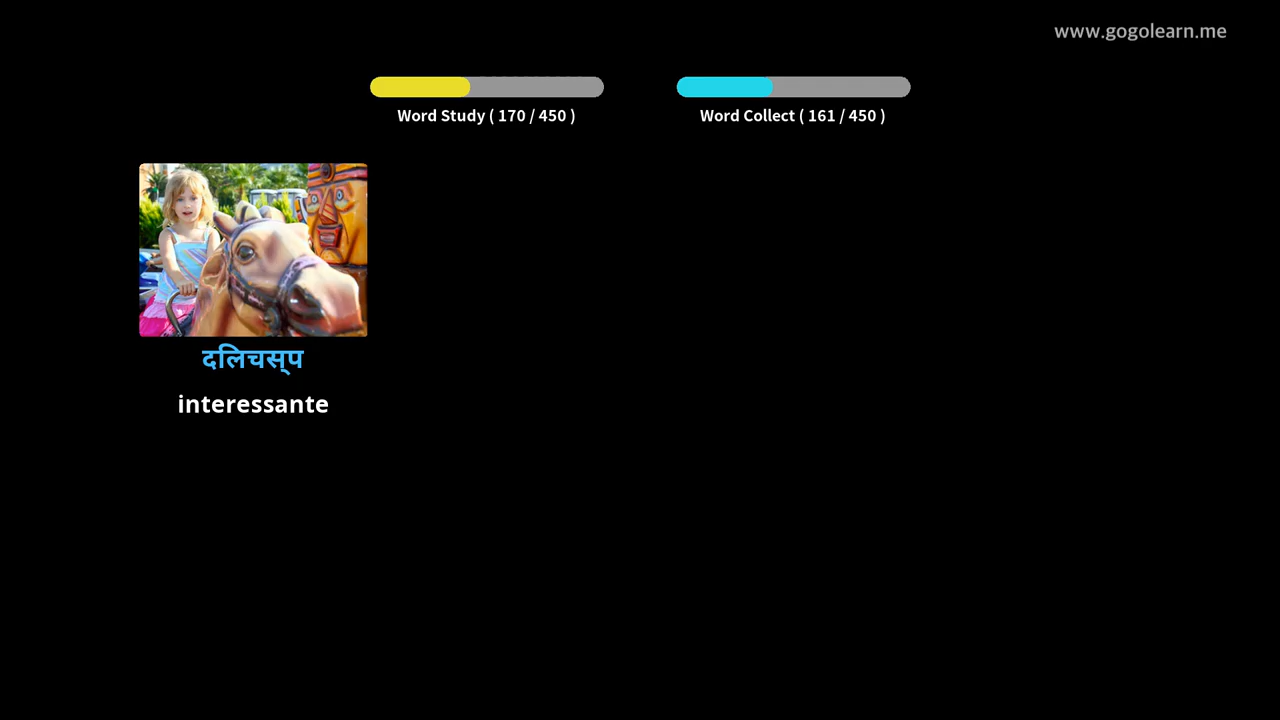 www.gogolearn.me
Word Study ( 170 / 450 )
Word Collect ( 161 / 450 )
दलिचस्‌प
interessante